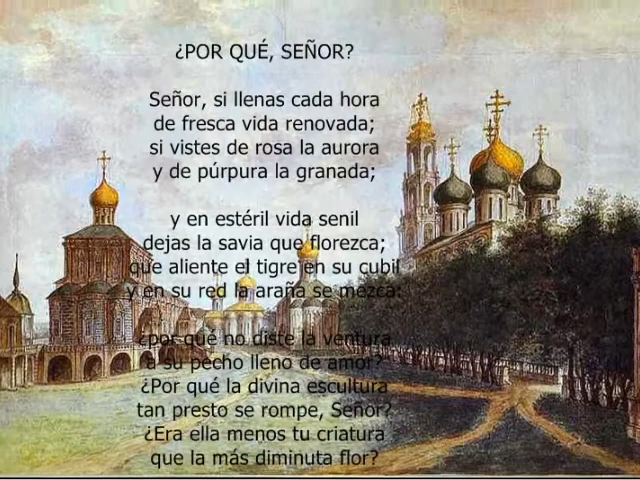 ¿POR QUÉ, SEÑOR?
Señor, si llenas cada hora
de fresca vida renovada;
si vistes de rosa la aurora
y de púrpura la granada;
y en estéril vida senil
dejas la savia que florezca;
que aliente el tigre en su cubil
y en su red la araña se mezca:
¿por qué no diste la ventura
a su pecho lleno de amor?
¿Por qué la divina escultura
tan presto se rompe, Señor?
¿Era ella menos tu criatura
que la más diminuta flor?